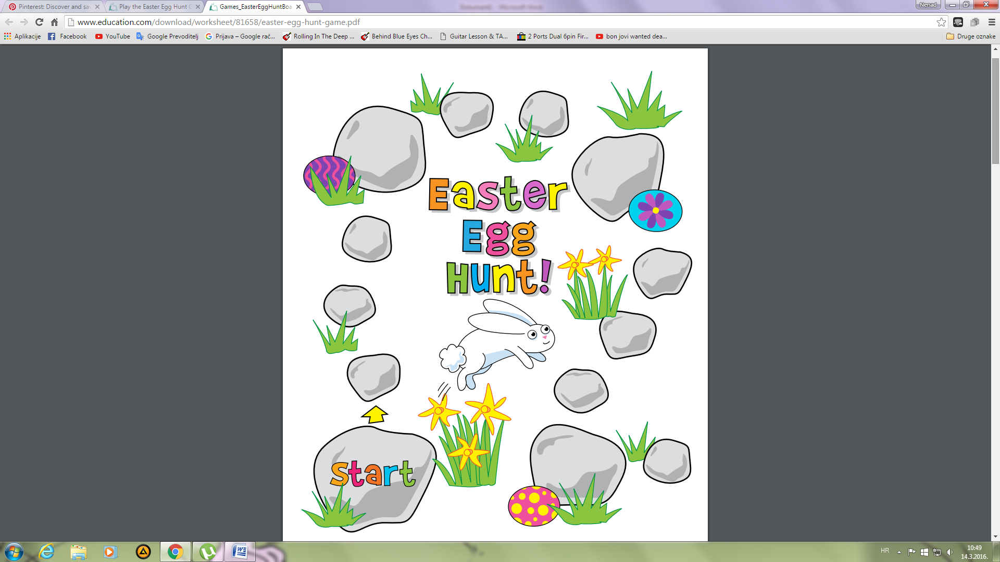 Pinterest: Discover and sa
Play the Easter Egg Hunt G
Games_EasterEggHuntBoa
Nenad
www.education.com/download/worksheet/81658/easter-egg-hunt-game.pdf
Aplikacije
Facebook
YouTube
Google Prevoditelj
Prijava – Google rač...
Rolling In The Deep ...
Behind Blue Eyes Ch...
Guitar Lesson & TA...
2 Ports Dual 6pin Fir...
bon jovi wanted dea...
Druge oznake
Easter
Egg
Hunt!
Start
HR
10:49
14.3.2016.